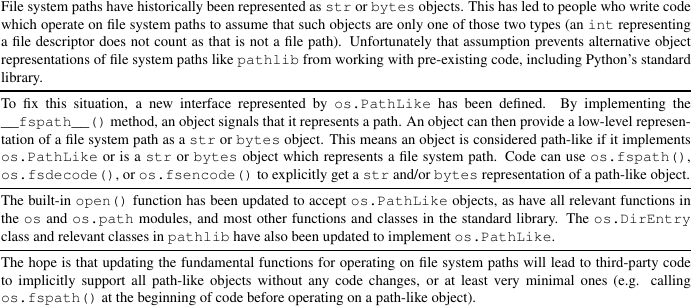 File system paths have historically been represented as str or bytes objects. This has led to people who write code
which operate on file system paths to assume that such objects are only one of those two types (an int representing
a file descriptor does not count as that is not a file path). Unfortunately that assumption prevents alternative object
representations of file system paths like pathlib from working with pre-existing code, including Python's standard
library.
To fix this situation, a new interface represented by os.PathLike has been defined. By implementing the
__fspath__() method, an object signals that it represents a path. An object can then provide a low-level represen-
tation of a file system path as a str or bytes object. This means an object is considered path-like if it implements
os.PathLike or is a str or bytes object which represents a file system path. Code can use os.fspath(),
os.fsdecode(), or os.fsencode() to explicitly get a str and/or bytes representation of a path-like object.
The built-in open() function has been updated to accept os.PathLike objects, as have all relevant functions in
the os and os.path modules, and most other functions and classes in the standard library. The os.DirEntry
class and relevant classes in pathlib have also been updated to implement os.PathLike.
The hope is that updating the fundamental functions for operating on file system paths will lead to third-party code
to implicitly support all path-like objects without any code changes, or at least very minimal ones (e.g. calling
os.fspath() at the beginning of code before operating on a path-like object).